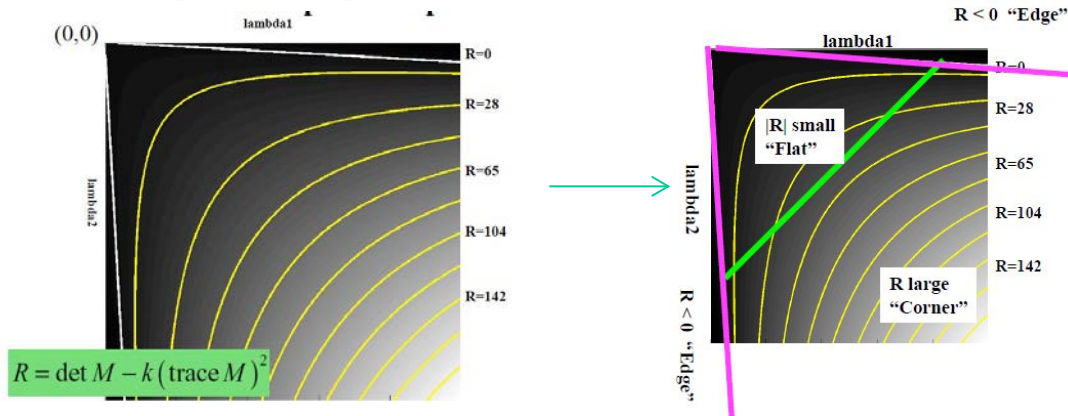 lambda1
(0,0)
R=0
R=28
R=65
R=104
R=142
lambda2
R = det M − k(trace M)²
R < 0 “Edge”
lambda1
R=0
R=28
R=65
R=104
R=142
|R| small
“Flat”
lambda2
R < 0 “Edge”
R large
“Corner”